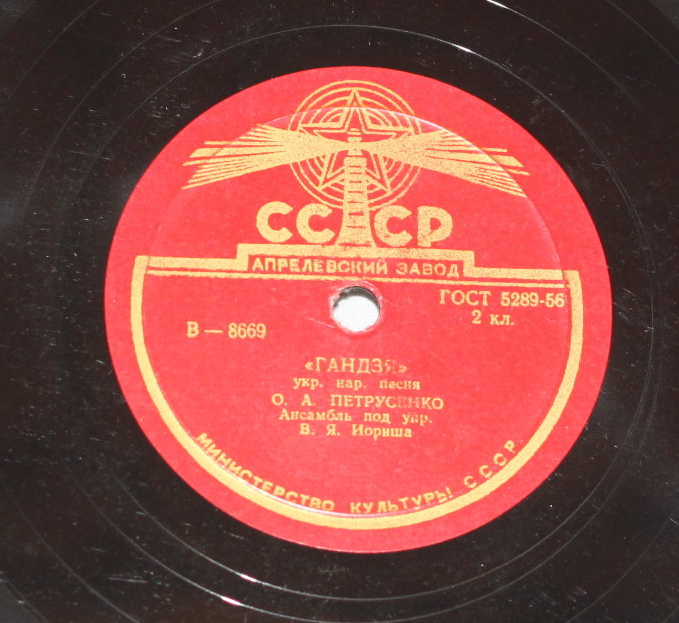 СССР
АПРЕЛЕВСКИЙ ЗАВОД
ГОСТ 5289-56
2 кл.
В — 8669
«ГАНДЗЯ»
укр. нар. песня
О. А. ПЕТРУСЕНКО
Ансамбль под упр.
В. Я. Иориша
МИНИСТЕРСТВО КУЛЬТУРЫ СССР